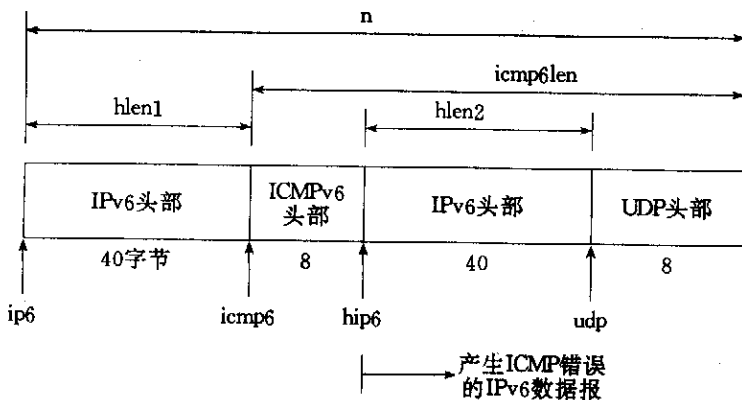 n
icmp6len
hlen1
hlen2
IPv6头部
ICMPv6
头部
IPv6头部
UDP头部
40字节
8
40
8
ip6
icmp6
hip6
udp
产生ICMP错误
的IPv6数据报